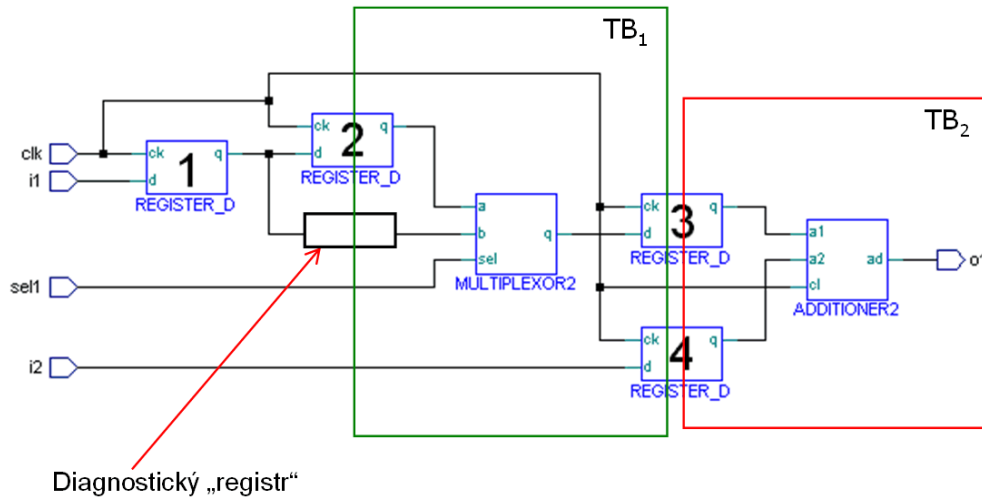 TB1
TB2
clk
i1
sel1
i2
ck
q
d
1
REGISTER_D
ck
q
d
2
REGISTER_D
a
b
sel
q
MULTIPLEXOR2
ck
q
d
3
REGISTER_D
ck
q
d
4
REGISTER_D
a1
a2
cl
ad
ADDITIONER2
Diagnostický „registr“